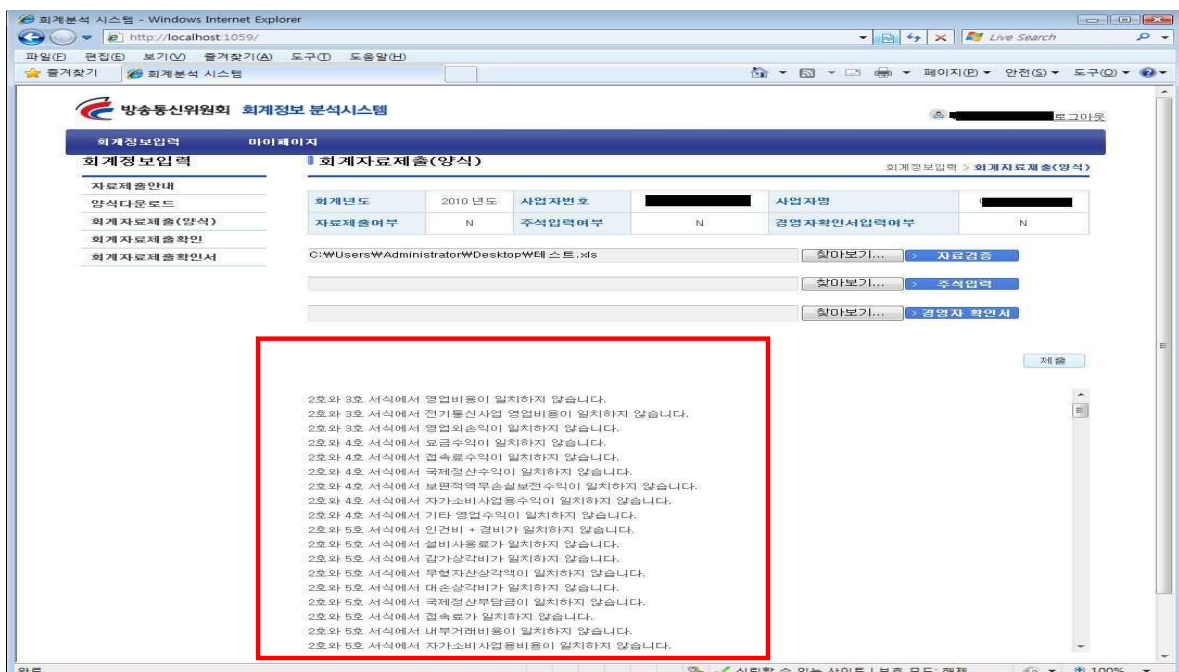 회계분석 시스템 - Windows Internet Explorer
http://localhost:1059/
Live Search
파일(F) 편집(E) 보기(V) 즐겨찾기(A) 도구(T) 도움말(H)
즐겨찾기 회계분석 시스템 페이지(P) 안전(S) 도구(O)
방송통신위원회 회계정보 분석시스템
로그아웃
회계정보입력 마이페이지
회계정보입력
자료제출안내
양식다운로드
회계자료제출(양식)
회계자료제출확인
회계자료제출확인서
회계자료제출(양식)
회계정보입력 > 회계자료제출(양식)
회계년도 2010 년도 사업자번호 사업자명
자료제출여부 N 주석입력여부 N 경영자확인서입력여부 N
C:₩Users₩Administrator₩Desktop₩테스트.xls 찾아보기... > 자료검증
찾아보기... > 주석입력
찾아보기... > 경영자 확인서
제출
2호와 3호 서식에서 영업비용이 일치하지 않습니다.
2호와 3호 서식에서 전기통신사업 영업비용이 일치하지 않습니다.
2호와 3호 서식에서 영업외손익이 일치하지 않습니다.
2호와 4호 서식에서 요금수익이 일치하지 않습니다.
2호와 4호 서식에서 접속료수익이 일치하지 않습니다.
2호와 4호 서식에서 국제정산수익이 일치하지 않습니다.
2호와 4호 서식에서 보편적역무손실보전수익이 일치하지 않습니다.
2호와 4호 서식에서 자가소비사업용수익이 일치하지 않습니다.
2호와 4호 서식에서 기타 영업수익이 일치하지 않습니다.
2호와 5호 서식에서 인건비 + 경비가 일치하지 않습니다.
2호와 5호 서식에서 설비사용료가 일치하지 않습니다.
2호와 5호 서식에서 감가상각비가 일치하지 않습니다.
2호와 5호 서식에서 무형자산상각액이 일치하지 않습니다.
2호와 5호 서식에서 대손상각비가 일치하지 않습니다.
2호와 5호 서식에서 국제정산부담금이 일치하지 않습니다.
2호와 5호 서식에서 접속료가 일치하지 않습니다.
2호와 5호 서식에서 내부거래비용이 일치하지 않습니다.
2호와 5호 서식에서 자가소비사업용비용이 일치하지 않습니다.
완료 신뢰할 수 있는 사이트 | 보호 모드: 해제 100%